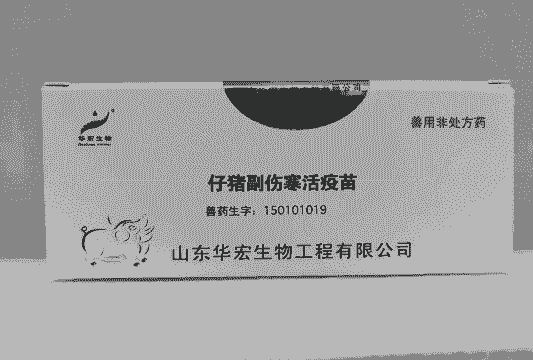 华宏生物
兽用非处方药
仔猪副伤寒活疫苗
兽药生字：150101019
山东华宏生物工程有限公司